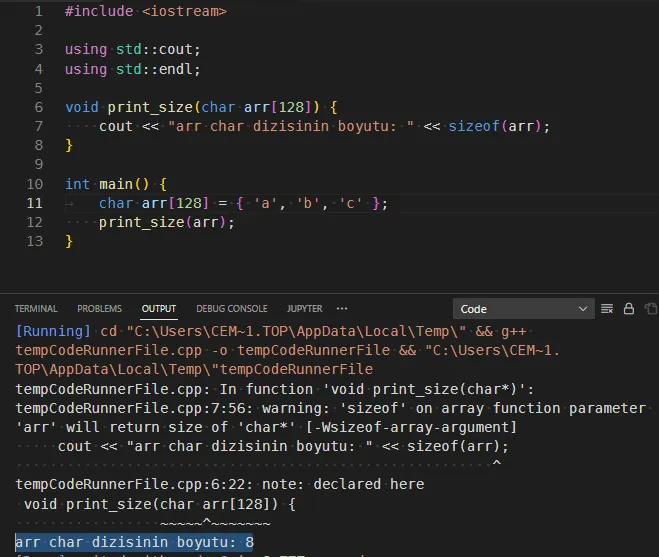 1 #include <iostream>
2
3 using std::cout;
4 using std::endl;
5
6 void print_size(char arr[128]) {
7     cout << "arr char dizisinin boyutu: " << sizeof(arr);
8 }
9
10 int main() {
11 →   char arr[128] = { 'a', 'b', 'c' };
12     print_size(arr);
13 }
TERMINAL PROBLEMS OUTPUT DEBUG CONSOLE JUPYTER ··· Code
[Running] cd "C:\Users\CEM~1.TOP\AppData\Local\Temp\" && g++
tempCodeRunnerFile.cpp -o tempCodeRunnerFile && "C:\Users\CEM~1.
TOP\AppData\Local\Temp\"tempCodeRunnerFile
tempCodeRunnerFile.cpp: In function 'void print_size(char*)':
tempCodeRunnerFile.cpp:7:56: warning: 'sizeof' on array function parameter
'arr' will return size of 'char*' [-Wsizeof-array-argument]
     cout << "arr char dizisinin boyutu: " << sizeof(arr);
                                                        ^
tempCodeRunnerFile.cpp:6:22: note: declared here
 void print_size(char arr[128]) {
                 ~~~~~^~~~~~~~
arr char dizisinin boyutu: 8